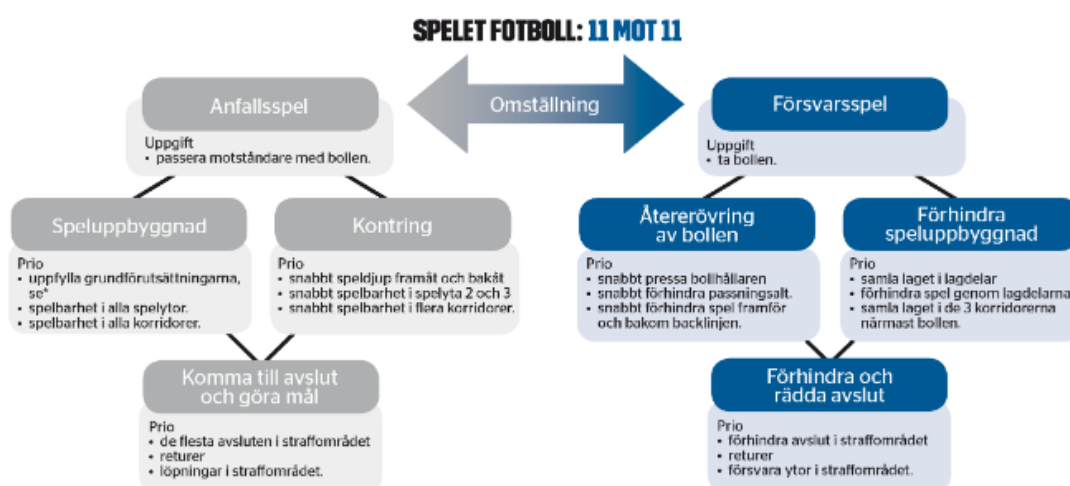 SPELET FOTBOLL: 11 MOT 11
Anfallsspel
Omställning
Försvarsspel
Uppgift
• passera motståndare med bollen.
Uppgift
• ta bollen.
Speluppbyggnad
Prio
• uppfylla grundförutsättningarna,
se*
• spelbarhet i alla spelytor.
• spelbarhet i alla korridorer.
Kontring
Prio
• snabbt speldjup framåt och bakåt
• snabbt spelbarhet i spelyta 2 och 3
• snabbt spelbarhet i flera korridorer.
Återerövring
av bollen
Prio
• snabbt pressa bollhållaren
• snabbt förhindra passningsalt.
• snabbt förhindra spel framför
och bakom backlinjen.
Förhindra
speluppbyggnad
Prio
• samla laget i lagdelar
• förhindra spel genom lagdelarna
• samla laget i de 3 korridorerna
närmast bollen.
Komma till avslut
och göra mål
Prio
• de flesta avsluten i straffområdet
• returer
• löpningar i straffområdet.
Förhindra och
rädda avslut
Prio
• förhindra avslut i straffområdet
• returer
• försvara ytor i straffområdet.